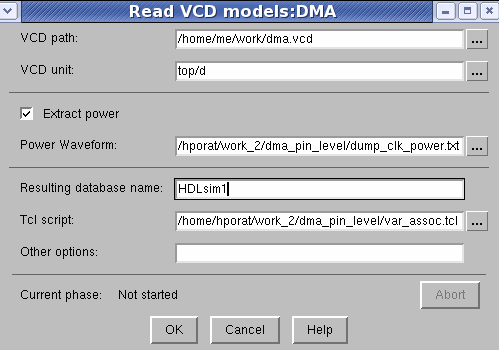 Read VCD models:DMA
VCD path: /home/me/work/dma.vcd ...
VCD unit: top/d ...
Extract power
Power Waveform: /hporat/work_2/dma_pin_level/dump_clk_power.txt ...
Resulting database name: HDLsim1
Tcl script: /home/hporat/work_2/dma_pin_level/var_assoc.tcl ...
Other options:
Current phase: Not started Abort
OK Cancel Help